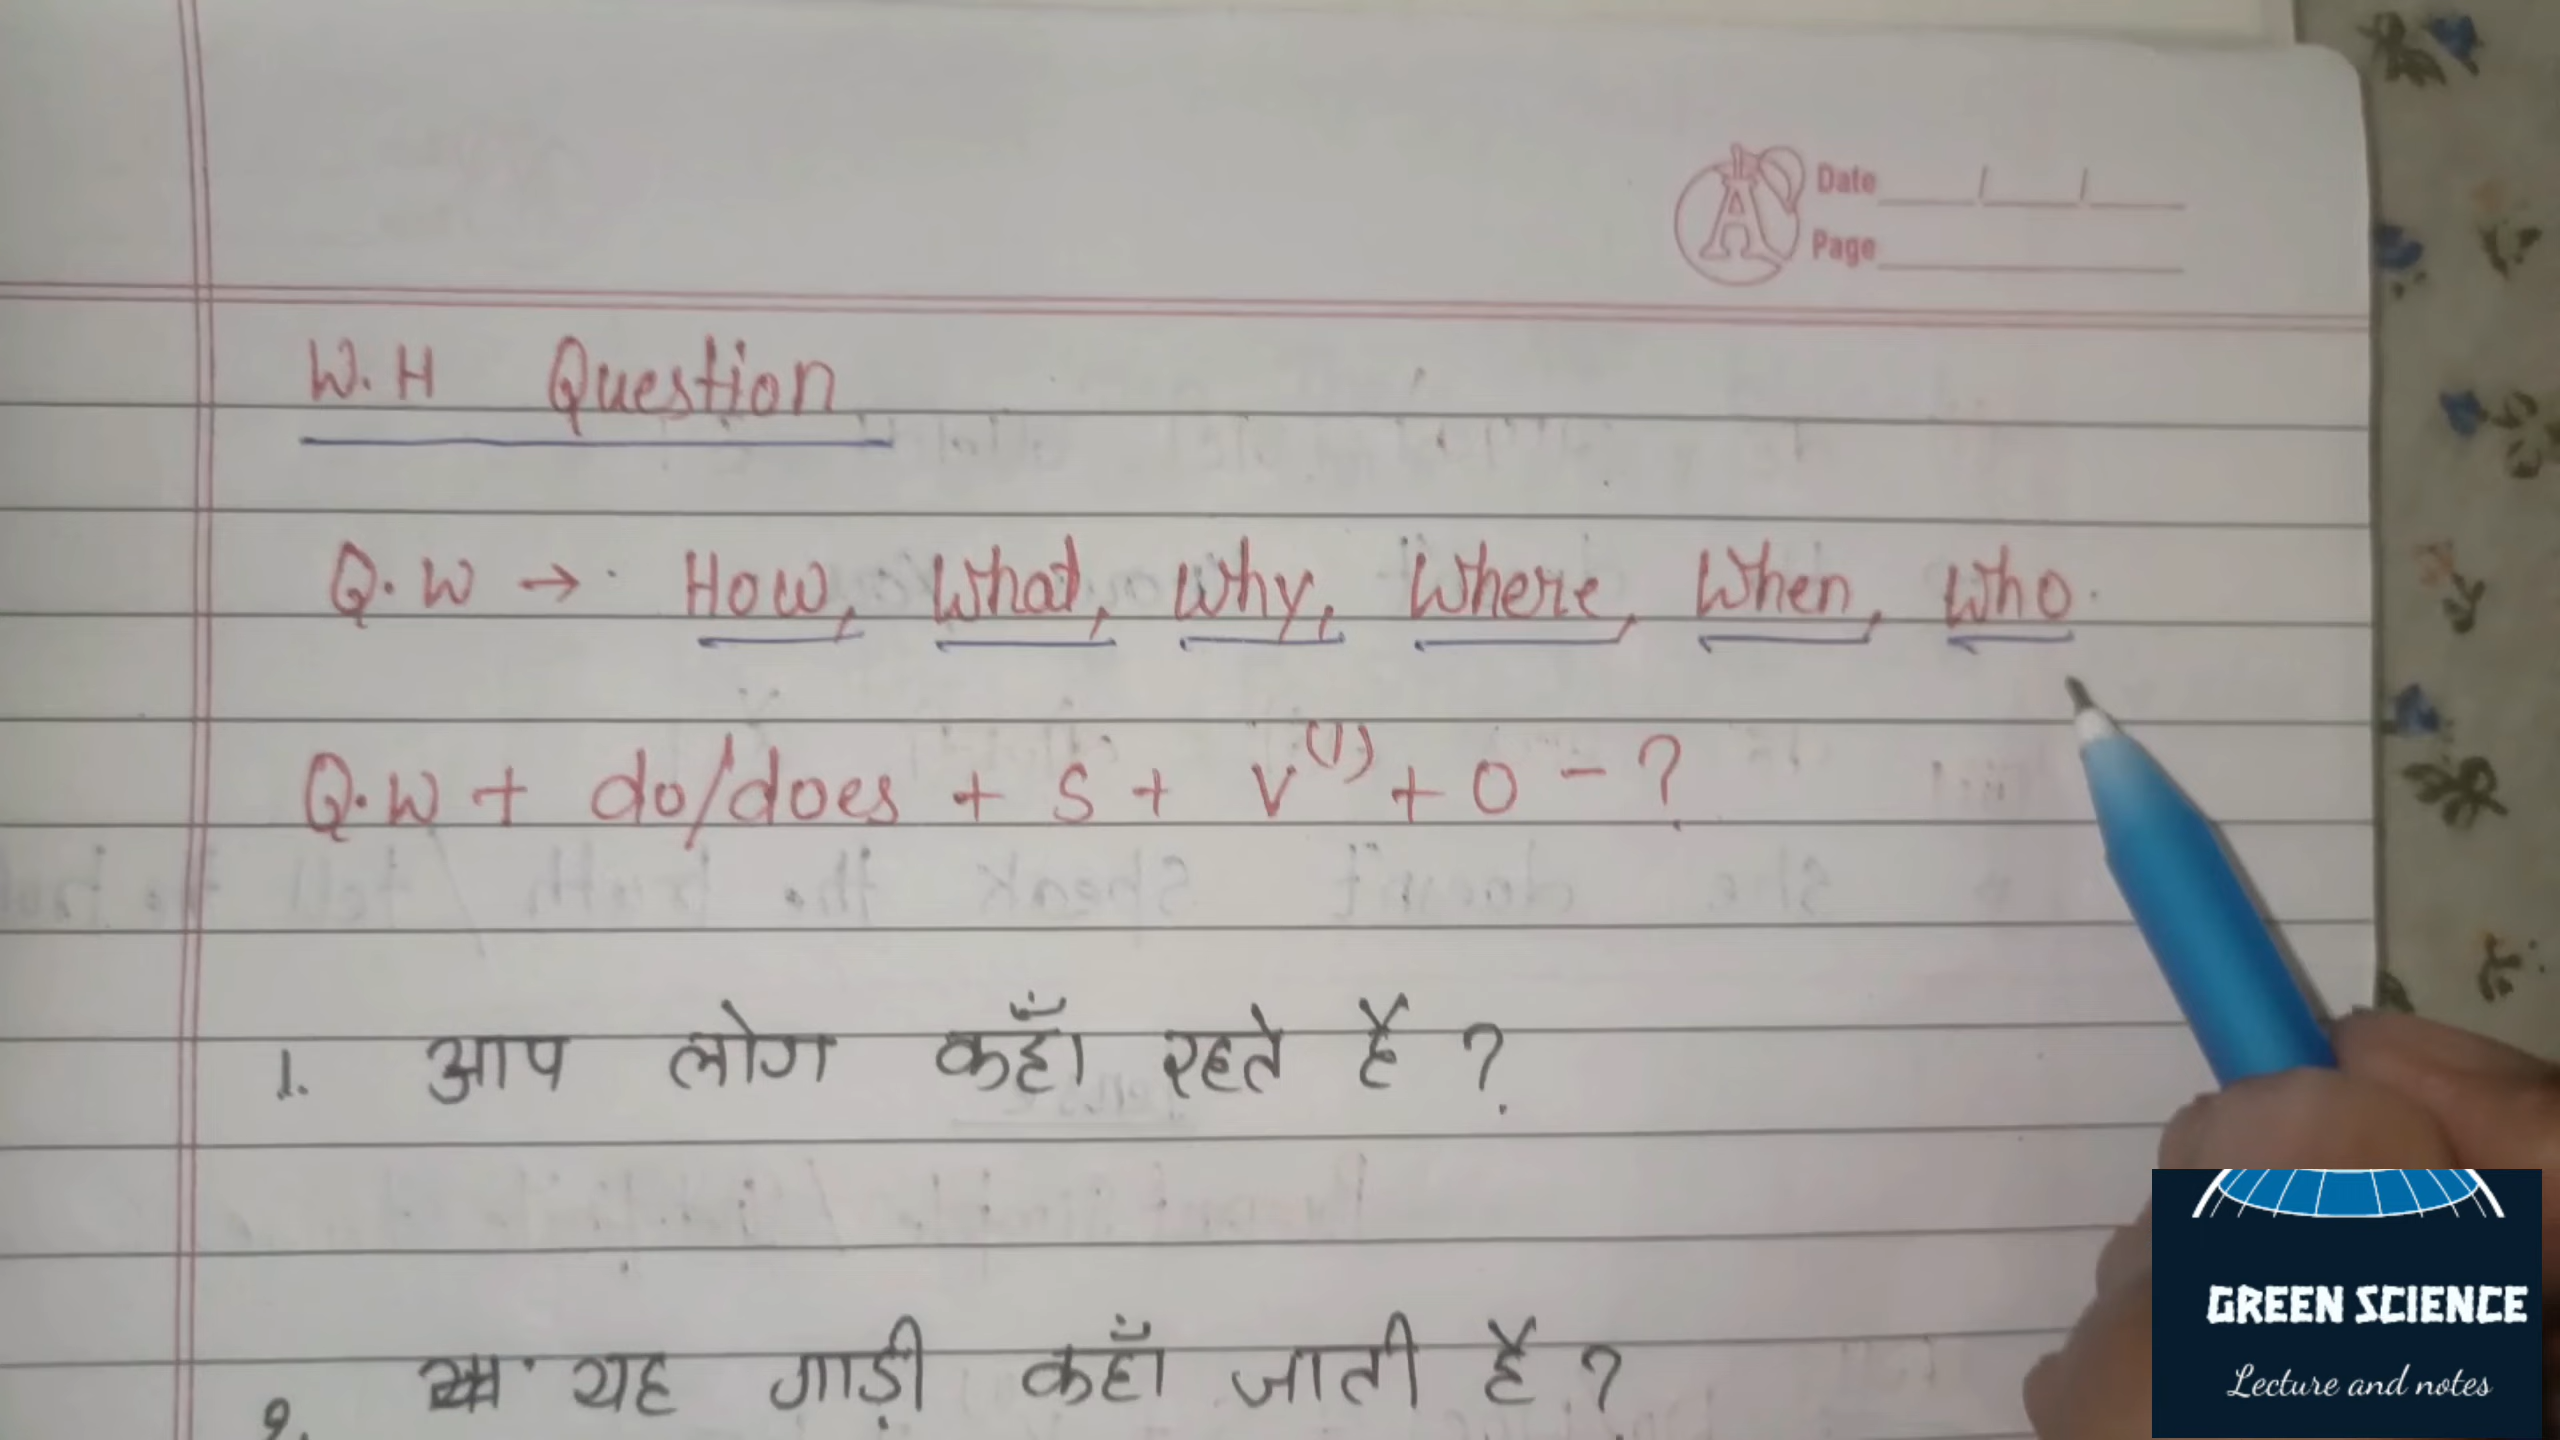 Date / /
Page
W.H Question
Q.W → How, What, Why, Where, When, Who.
Q.W + do/does + S + V(1) + O - ?
1. आप लोग कहाँ रहते हैं ?
2. यह गाड़ी कहाँ जाती है ?
GREEN SCIENCE
Lecture and notes